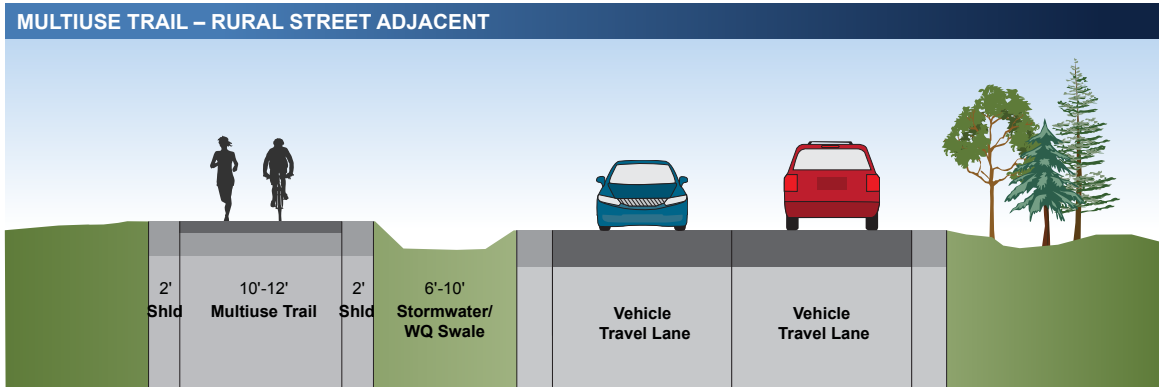 MULTIUSE TRAIL – RURAL STREET ADJACENT
2'
Shld
10'-12'
Multiuse Trail
2'
Shld
6'-10'
Stormwater/
WQ Swale
Vehicle
Travel Lane
Vehicle
Travel Lane